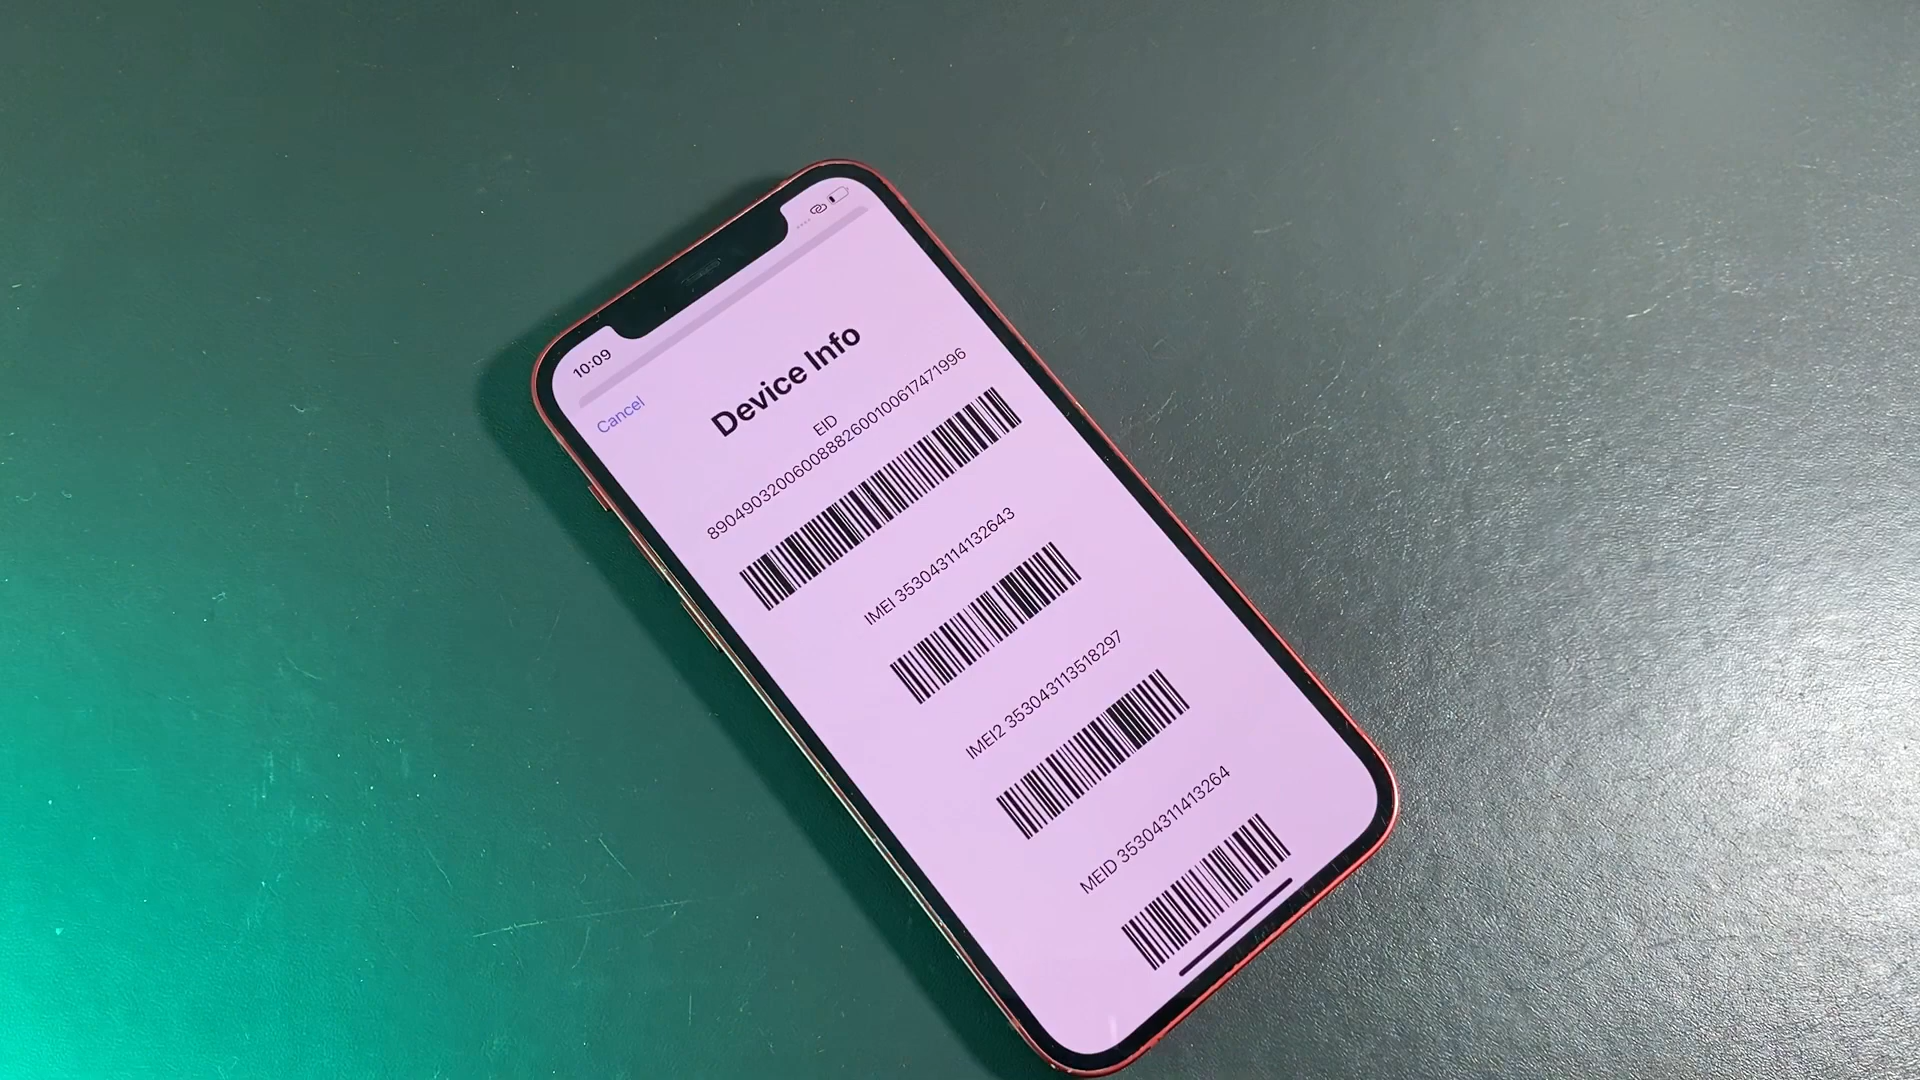 10:09
Cancel
Device Info
EID
89049032006008882600100617471996
IMEI 353043114132643
IMEI2 353043113518297
MEID 35304311413264